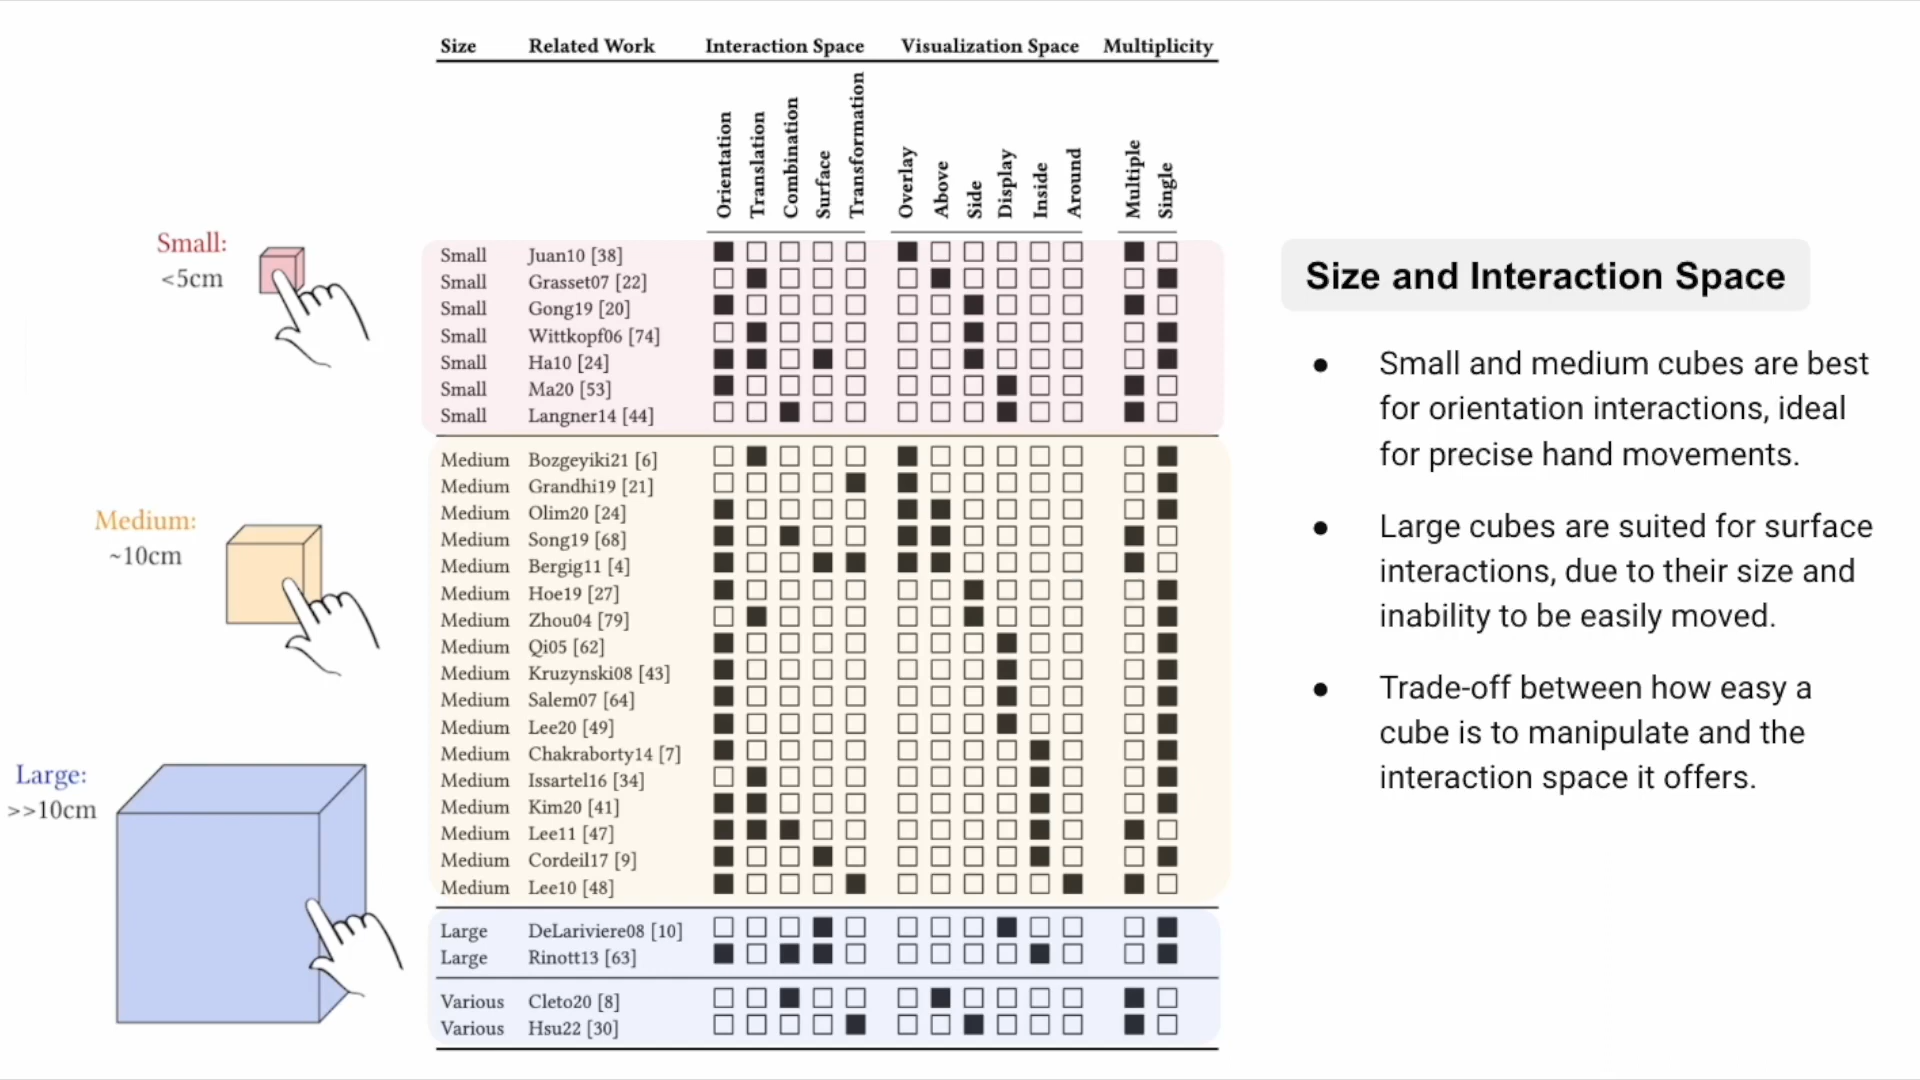 Size Related Work Interaction Space Visualization Space Multiplicity
Orientation Translation Combination Surface Transformation Overlay Above Side Display Inside Around Multiple Single
Small:
<5cm
Small Juan10 [38]
Small Grasset07 [22]
Small Gong19 [20]
Small Wittkopf06 [74]
Small Ha10 [24]
Small Ma20 [53]
Small Langner14 [44]
Medium:
~10cm
Medium Bozgeyiki21 [6]
Medium Grandhi19 [21]
Medium Olim20 [24]
Medium Song19 [68]
Medium Bergig11 [4]
Medium Hoe19 [27]
Medium Zhou04 [79]
Medium Qi05 [62]
Medium Kruzynski08 [43]
Medium Salem07 [64]
Medium Lee20 [49]
Medium Chakraborty14 [7]
Medium Issartel16 [34]
Medium Kim20 [41]
Medium Lee11 [47]
Medium Cordeil17 [9]
Medium Lee10 [48]
Large:
>>10cm
Large DeLariviere08 [10]
Large Rinott13 [63]
Various Cleto20 [8]
Various Hsu22 [30]
Size and Interaction Space
● Small and medium cubes are best
for orientation interactions, ideal
for precise hand movements.
● Large cubes are suited for surface
interactions, due to their size and
inability to be easily moved.
● Trade-off between how easy a
cube is to manipulate and the
interaction space it offers.